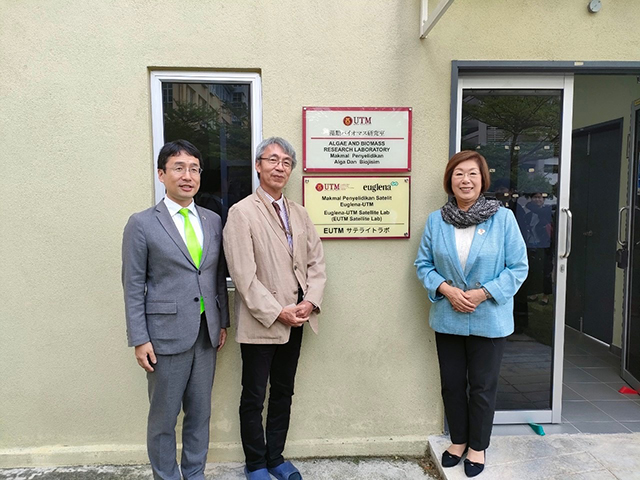 UTM
藻類バイオマス研究室
ALGAE AND BIOMASS
RESEARCH LABORATORY
Makmal Penyelidikan
Alga Dan Biojisim
UTM euglena
Makmal Penyelidikan Satelit
Euglena-UTM
Euglena-UTM Satellite Lab
(EUTM Satellite Lab)
EUTM サテライトラボ